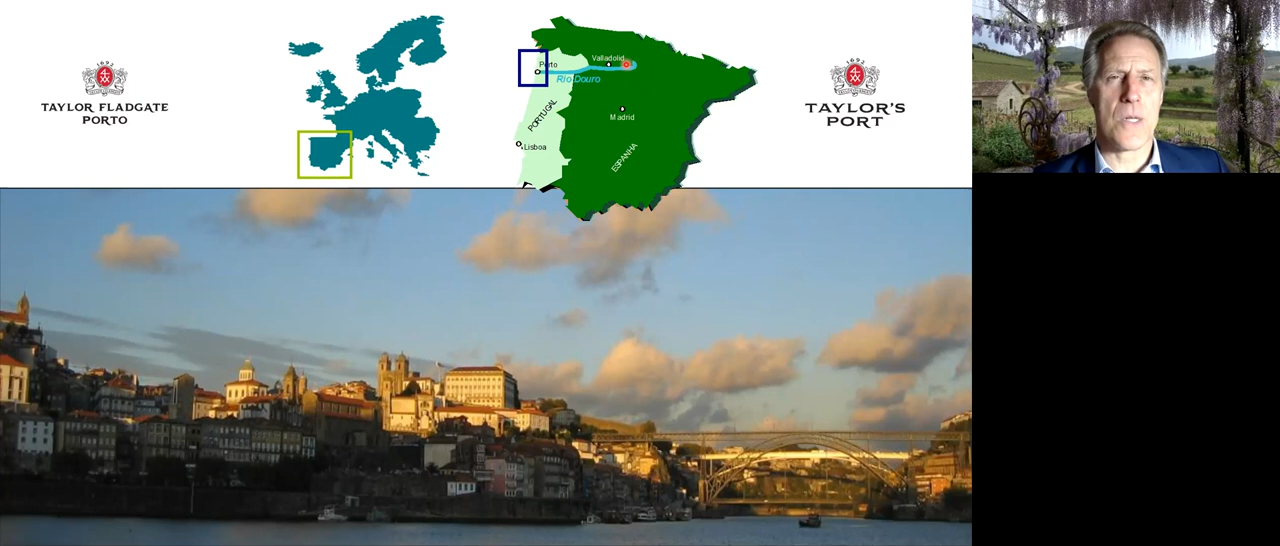 1692
TAYLOR FLADGATE
PORTO
Porto
Valladolid
Rio Douro
PORTUGAL
Madrid
Lisboa
ESPANHA
1692
TAYLOR'S
PORT